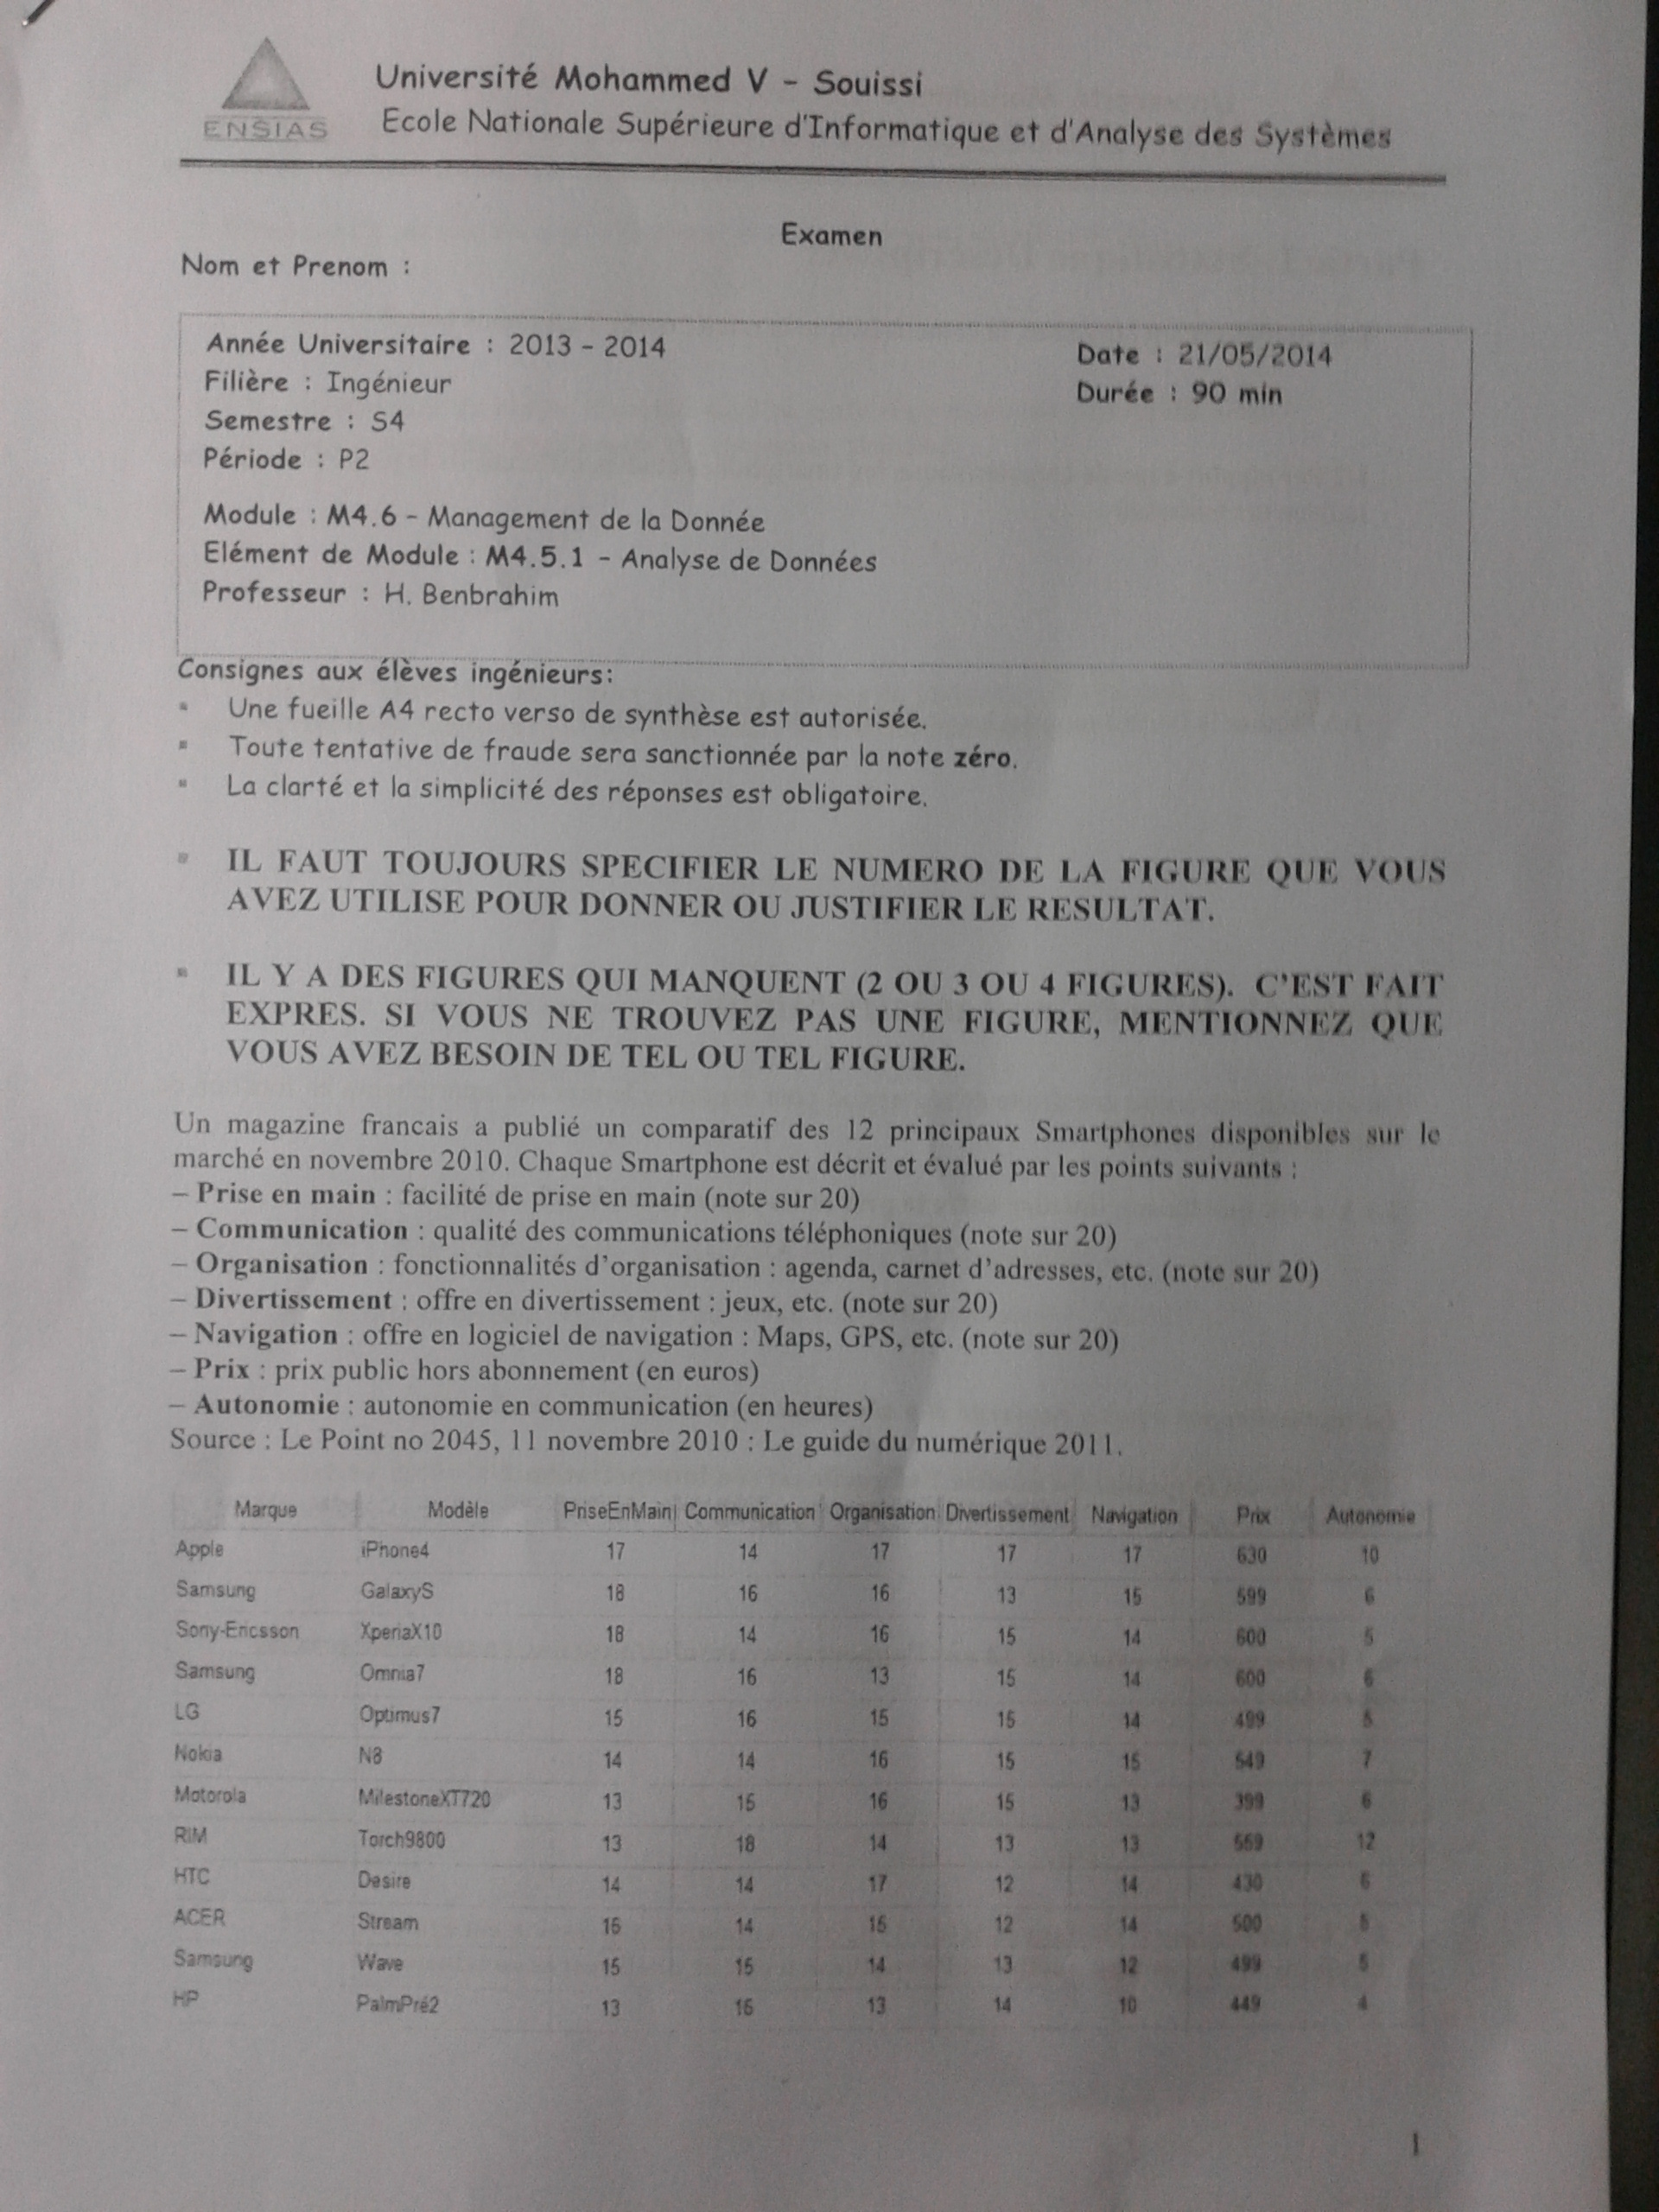 ENSIAS
Université Mohammed V - Souissi
Ecole Nationale Supérieure d'Informatique et d'Analyse des Systèmes
Examen
Nom et Prenom :
Année Universitaire : 2013 - 2014
Date : 21/05/2014
Filière : Ingénieur
Durée : 90 min
Semestre : S4
Période : P2
Module : M4.6 - Management de la Donnée
Elément de Module : M4.5.1 - Analyse de Données
Professeur : H. Benbrahim
Consignes aux élèves ingénieurs:
▪ Une fueille A4 recto verso de synthèse est autorisée.
▪ Toute tentative de fraude sera sanctionnée par la note zéro.
▪ La clarté et la simplicité des réponses est obligatoire.
▪ IL FAUT TOUJOURS SPECIFIER LE NUMERO DE LA FIGURE QUE VOUS
AVEZ UTILISE POUR DONNER OU JUSTIFIER LE RESULTAT.
▪ IL Y A DES FIGURES QUI MANQUENT (2 OU 3 OU 4 FIGURES). C'EST FAIT
EXPRES. SI VOUS NE TROUVEZ PAS UNE FIGURE, MENTIONNEZ QUE
VOUS AVEZ BESOIN DE TEL OU TEL FIGURE.
Un magazine francais a publié un comparatif des 12 principaux Smartphones disponibles sur le
marché en novembre 2010. Chaque Smartphone est décrit et évalué par les points suivants :
– Prise en main : facilité de prise en main (note sur 20)
– Communication : qualité des communications téléphoniques (note sur 20)
– Organisation : fonctionnalités d'organisation : agenda, carnet d'adresses, etc. (note sur 20)
– Divertissement : offre en divertissement : jeux, etc. (note sur 20)
– Navigation : offre en logiciel de navigation : Maps, GPS, etc. (note sur 20)
– Prix : prix public hors abonnement (en euros)
– Autonomie : autonomie en communication (en heures)
Source : Le Point no 2045, 11 novembre 2010 : Le guide du numérique 2011.
Marque Modèle PriseEnMain Communication Organisation Divertissement Navigation Prix Autonomie
Apple iPhone4 17 14 17 17 17 630 10
Samsung GalaxyS 18 16 16 13 15 599 6
Sony-Ericsson XperiaX10 18 14 16 15 14 600 5
Samsung Omnia7 18 16 13 15 14 600 6
LG Optimus7 15 16 15 15 14 499 5
Nokia N8 14 14 16 15 15 549 7
Motorola MilestoneXT720 13 15 16 15 13 399
RIM Torch9800 13 18 14 13 13 12
HTC Desire 14 14 17 12 14 430 6
ACER Stream 14 12 14 500
Samsung Wave 15 15 14 13 12 499 5
HP PalmPré2 13 16 13 14 10 449 4
1